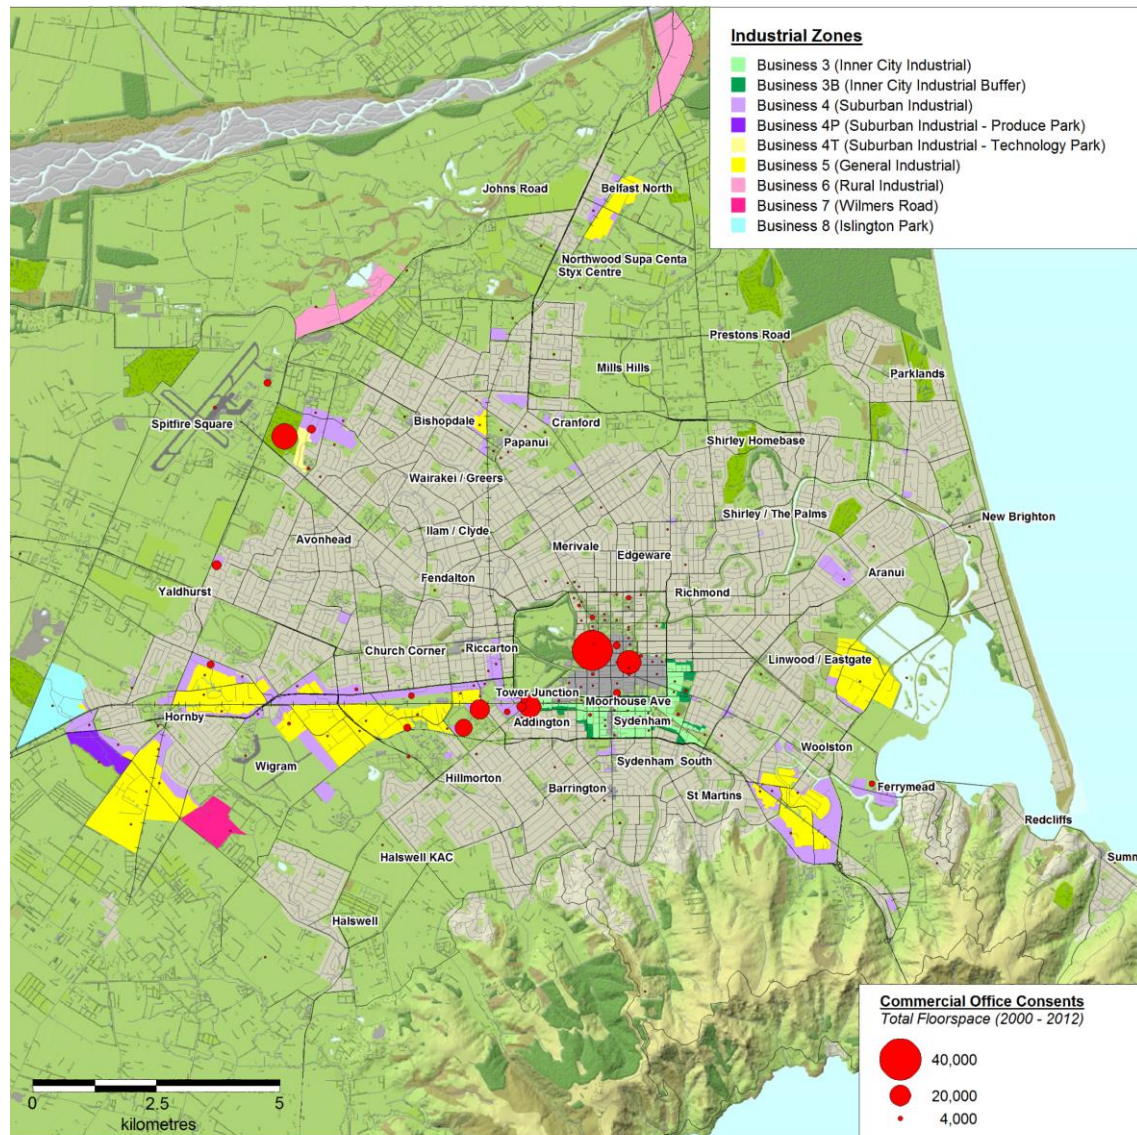 Industrial Zones
Business 3 (Inner City Industrial)
Business 3B (Inner City Industrial Buffer)
Business 4 (Suburban Industrial)
Business 4P (Suburban Industrial - Produce Park)
Business 4T (Suburban Industrial - Technology Park)
Business 5 (General Industrial)
Business 6 (Rural Industrial)
Business 7 (Wilmers Road)
Business 8 (Islington Park)
Johns Road
Belfast North
Northwood Supa Centa
Styx Centre
Prestons Road
Mills Hills
Parklands
Spitfire Square
Bishopdale
Cranford
Papanui
Shirley Homebase
Wairakei / Greers
Shirley / The Palms
New Brighton
Ilam / Clyde
Avonhead
Merivale
Edgeware
Aranui
Fendalton
Yaldhurst
Richmond
Church Corner
Riccarton
Linwood / Eastgate
Tower Junction
Moorhouse Ave
Hornby
Addington
Sydenham
Woolston
Wigram
Sydenham South
Hillmorton
Barrington
St Martins
Ferrymead
Redcliffs
Halswell KAC
Summ
Halswell
Commercial Office Consents
Total Floorspace (2000 - 2012)
40,000
20,000
4,000
0 2.5 5
kilometres